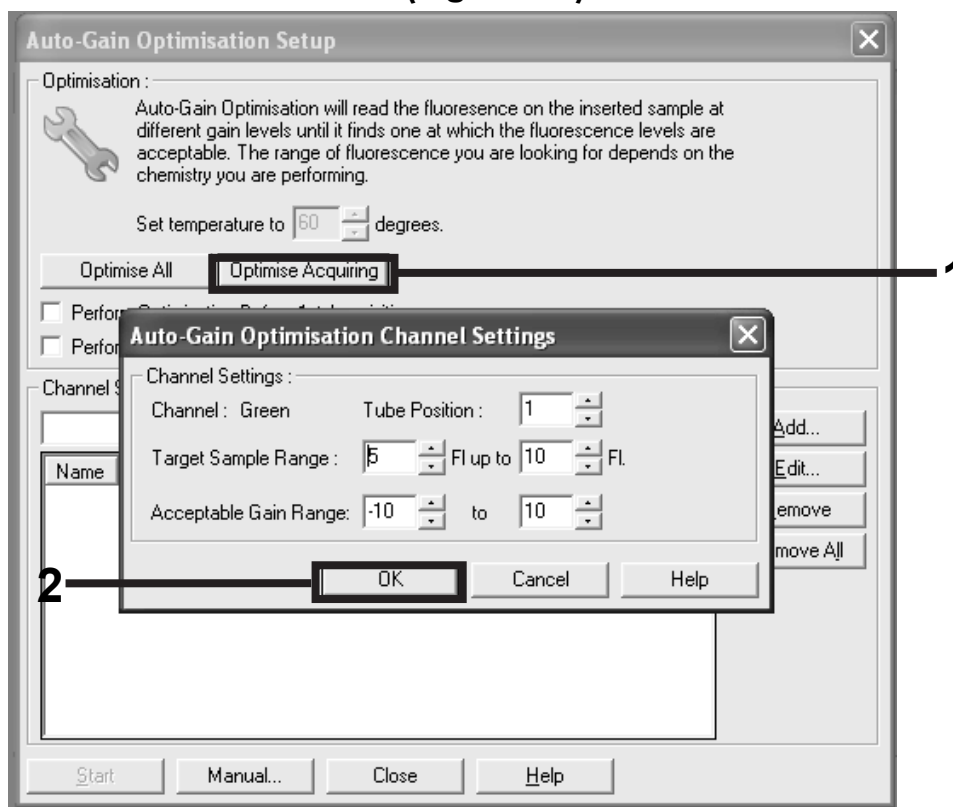 Auto-Gain Optimisation Setup
Optimisation :
Auto-Gain Optimisation will read the fluoresence on the inserted sample at
different gain levels until it finds one at which the fluorescence levels are
acceptable. The range of fluorescence you are looking for depends on the
chemistry you are performing.
Set temperature to 60 degrees.
Optimise All Optimise Acquiring
1
Perfor
Perfor
Auto-Gain Optimisation Channel Settings
Channel Settings :
Channel : Green Tube Position : 1
Target Sample Range : 5 Fl up to 10 Fl.
Acceptable Gain Range: -10 to 10
OK Cancel Help
2
Channel S
Name
Add...
Edit...
emove
move All
Start Manual... Close Help